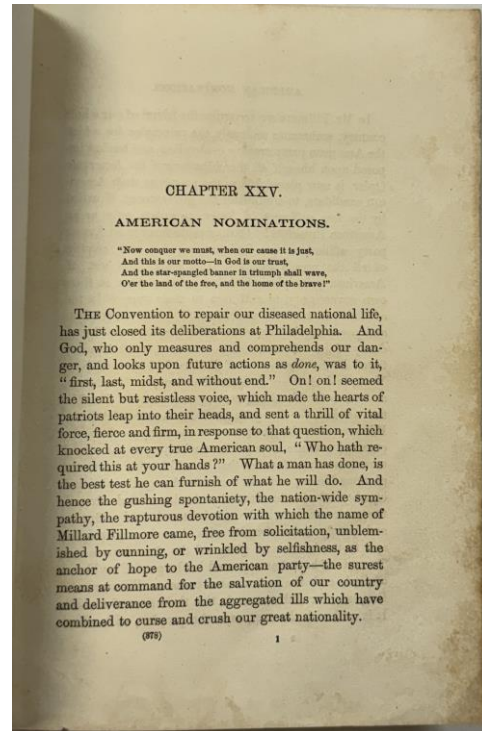 CHAPTER XXV.
AMERICAN NOMINATIONS.
"Now conquer we must, when our cause it is just,
And this is our motto—in God is our trust,
And the star-spangled banner in triumph shall wave,
O'er the land of the free, and the home of the brave!"
THE Convention to repair our diseased national life,
has just closed its deliberations at Philadelphia. And
God, who only measures and comprehends our dan-
ger, and looks upon future actions as done, was to it,
"first, last, midst, and without end." On! on! seemed
the silent but resistless voice, which made the hearts of
patriots leap into their heads, and sent a thrill of vital
force, fierce and firm, in response to that question, which
knocked at every true American soul, "Who hath re-
quired this at your hands?" What a man has done, is
the best test he can furnish of what he will do. And
hence the gushing spontaniety, the nation-wide sym-
pathy, the rapturous devotion with which the name of
Millard Fillmore came, free from solicitation, unblem-
ished by cunning, or wrinkled by selfishness, as the
anchor of hope to the American party—the surest
means at command for the salvation of our country
and deliverance from the aggregated ills which have
combined to curse and crush our great nationality.
(373) 1